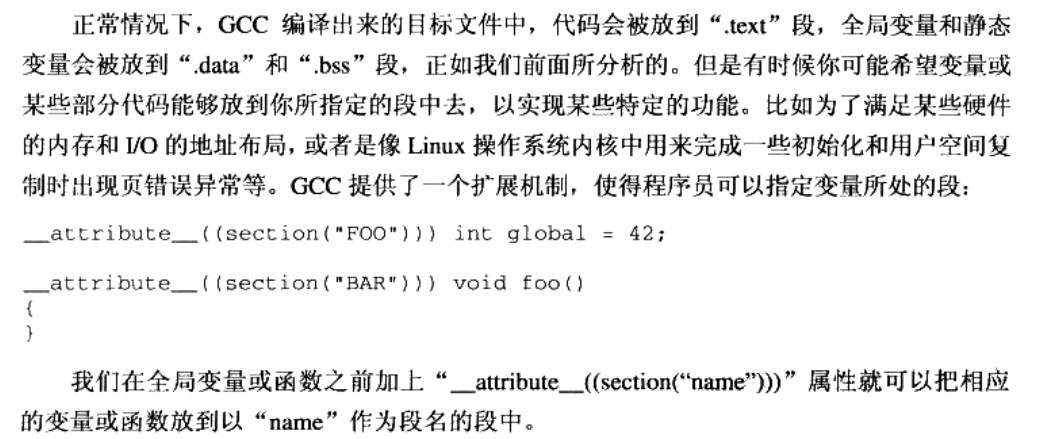 正常情况下，GCC 编译出来的目标文件中，代码会被放到“.text”段，全局变量和静态
变量会被放到“.data”和“.bss”段，正如我们前面所分析的。但是有时候你可能希望变量或
某些部分代码能够放到你所指定的段中去，以实现某些特定的功能。比如为了满足某些硬件
的内存和 I/O 的地址布局，或者是像 Linux 操作系统内核中用来完成一些初始化和用户空间复
制时出现页错误异常等。GCC 提供了一个扩展机制，使得程序员可以指定变量所处的段：
__attribute__((section("FOO"))) int global = 42;
__attribute__((section("BAR"))) void foo()
{
}
我们在全局变量或函数之前加上“__attribute__((section(“name”)))”属性就可以把相应
的变量或函数放到以“name”作为段名的段中。